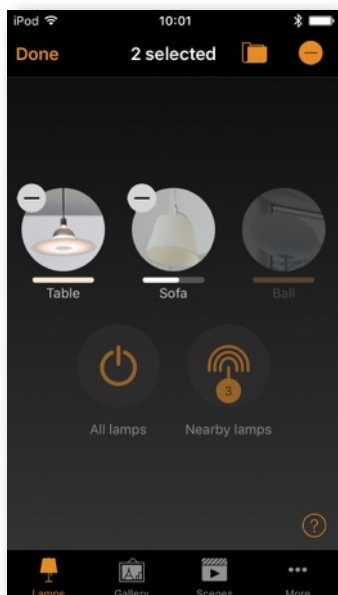 iPod 10:01
Done 2 selected
Table Sofa Ball
3
All lamps Nearby lamps
?
Lamps Gallery Scenes More